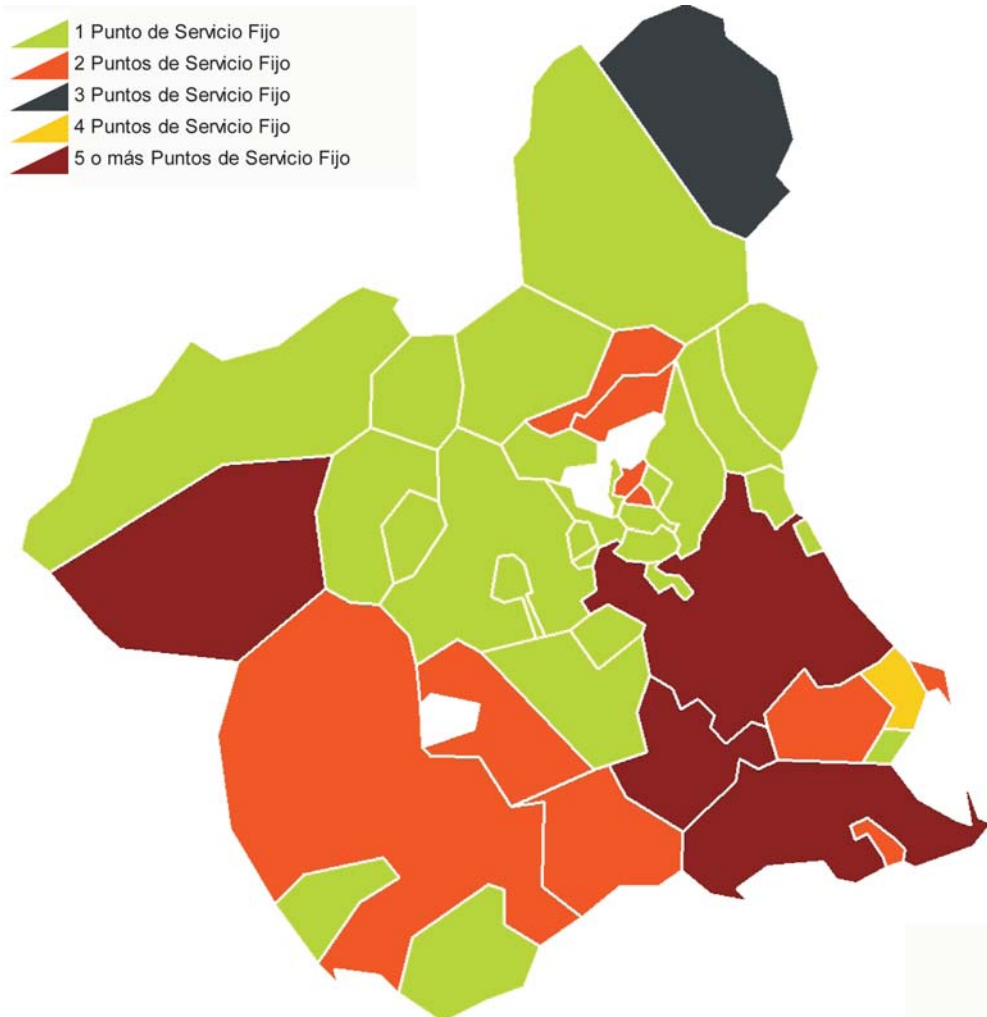 1 Punto de Servicio Fijo
2 Puntos de Servicio Fijo
3 Puntos de Servicio Fijo
4 Puntos de Servicio Fijo
5 o más Puntos de Servicio Fijo